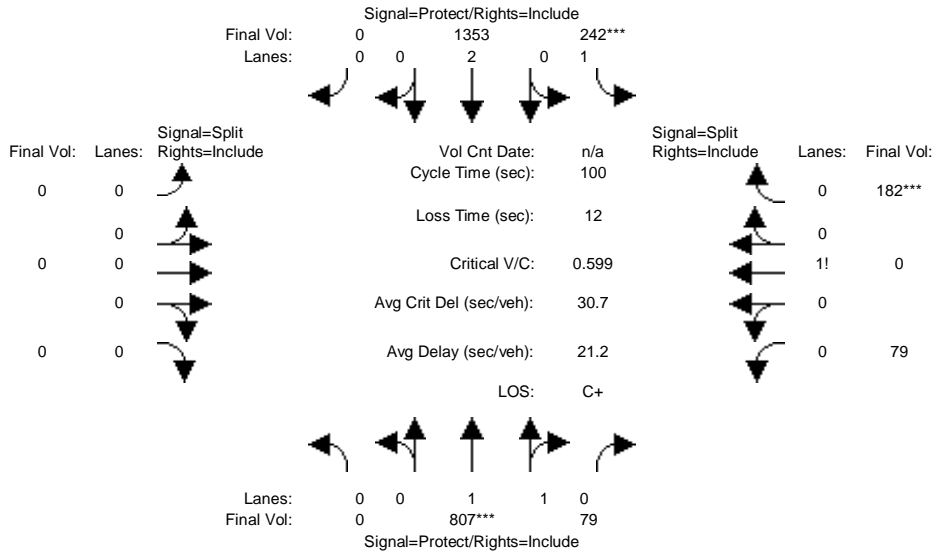 Signal=Protect/Rights=Include
Final Vol: 0 1353 242***
Lanes: 0 0 2 0 1
Signal=Split
Final Vol: Lanes: Rights=Include
Vol Cnt Date: n/a
Signal=Split
Rights=Include Lanes: Final Vol:
Cycle Time (sec): 100
0 0 0 182***
Loss Time (sec): 12
0 0
0 0 Critical V/C: 0.599 1! 0
0 Avg Crit Del (sec/veh): 30.7 0
0 0 Avg Delay (sec/veh): 21.2 0 79
LOS: C+
Lanes: 0 0 1 1 0
Final Vol: 0 807*** 79
Signal=Protect/Rights=Include